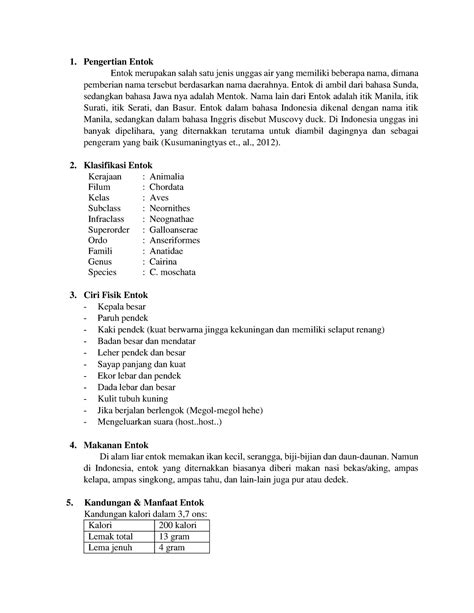 1. Pengertian Entok
Entok merupakan salah satu jenis unggas air yang memiliki beberapa nama, dimana
pemberian nama tersebut berdasarkan nama daerahnya. Entok di ambil dari bahasa Sunda,
sedangkan bahasa Jawa nya adalah Mentok. Nama lain dari Entok adalah itik Manila, itik
Surati, itik Serati, dan Basur. Entok dalam bahasa Indonesia dikenal dengan nama itik
Manila, sedangkan dalam bahasa Inggris disebut Muscovy duck. Di Indonesia unggas ini
banyak dipelihara, yang diternakkan terutama untuk diambil dagingnya dan sebagai
pengeram yang baik (Kusumaningtyas et., al., 2012).
2. Klasifikasi Entok
Kerajaan : Animalia
Filum : Chordata
Kelas : Aves
Subclass : Neornithes
Infraclass : Neognathae
Superorder : Galloanserae
Ordo : Anseriformes
Famili : Anatidae
Genus : Cairina
Species : C. moschata
3. Ciri Fisik Entok
- Kepala besar
- Paruh pendek
- Kaki pendek (kuat berwarna jingga kekuningan dan memiliki selaput renang)
- Badan besar dan mendatar
- Leher pendek dan besar
- Sayap panjang dan kuat
- Ekor lebar dan pendek
- Dada lebar dan besar
- Kulit tubuh kuning
- Jika berjalan berlengok (Megol-megol hehe)
- Mengeluarkan suara (host..host..)
4. Makanan Entok
Di alam liar entok memakan ikan kecil, serangga, biji-bijian dan daun-daunan. Namun
di Indonesia, entok yang diternakkan biasanya diberi makan nasi bekas/aking, ampas
kelapa, ampas singkong, ampas tahu, dan lain-lain juga pur atau dedek.
5. Kandungan & Manfaat Entok
Kandungan kalori dalam 3,7 ons:
Kalori 200 kalori
Lemak total 13 gram
Lema jenuh 4 gram